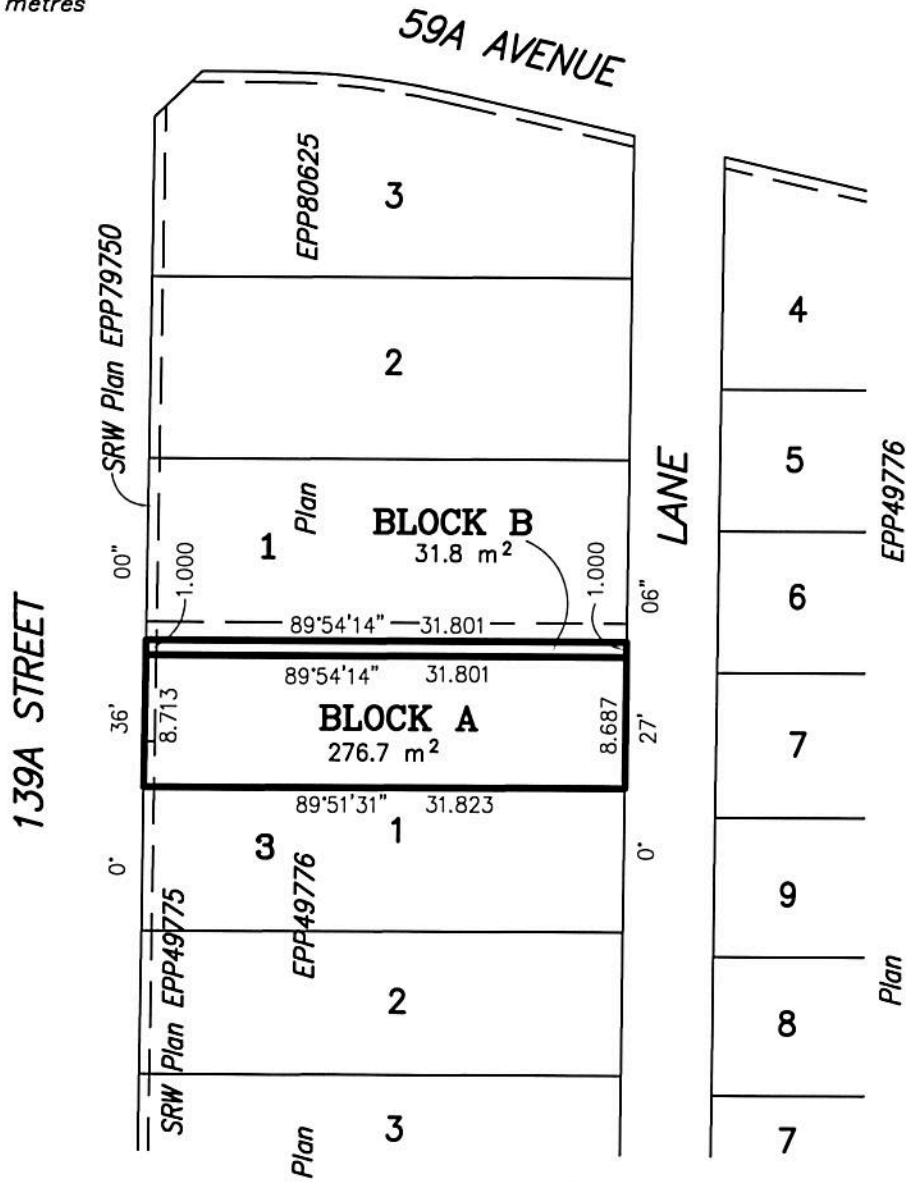 metres
59A AVENUE
EPP80625
3
SRW Plan EPP79750
2
4
5
LANE
EPP49776
Plan
1
BLOCK B
31.8 m²
00"
1.000
1.000
06"
6
89°54'14" 31.801
139A STREET
89°54'14" 31.801
36'
8.713
BLOCK A
276.7 m²
8.687
27'
7
89°51'31" 31.823
0°
3
1
0°
EPP49776
SRW Plan EPP49775
9
2
Plan
8
3
Plan
7